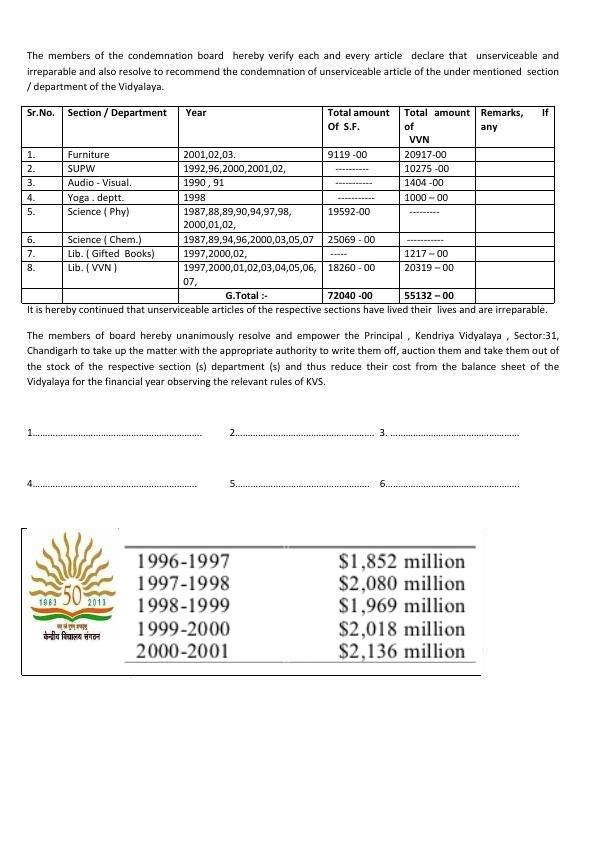 The members of the condemnation board hereby verify each and every article declare that unserviceable and
irreparable and also resolve to recommend the condemnation of unserviceable article of the under mentioned section
/ department of the Vidyalaya.
Sr.No. Section / Department Year Total amount Of S.F. Total amount of VVN Remarks, If any
1. Furniture 2001,02,03. 9119 -00 20917-00
2. SUPW 1992,96,2000,2001,02, ---------- 10275 -00
3. Audio - Visual. 1990 , 91 ----------- 1404 -00
4. Yoga . deptt. 1998 ----------- 1000 – 00
5. Science ( Phy) 1987,88,89,90,94,97,98, 19592-00 ---------
2000,01,02,
6. Science ( Chem.) 1987,89,94,96,2000,03,05,07 25069 - 00 -----------
7. Lib. ( Gifted Books) 1997,2000,02, ----- 1217 – 00
8. Lib. ( VVN ) 1997,2000,01,02,03,04,05,06, 18260 - 00 20319 – 00
07,
G.Total :- 72040 -00 55132 – 00
It is hereby continued that unserviceable articles of the respective sections have lived their lives and are irreparable.
The members of board hereby unanimously resolve and empower the Principal , Kendriya Vidyalaya , Sector:31,
Chandigarh to take up the matter with the appropriate authority to write them off, auction them and take them out of
the stock of the respective section (s) department (s) and thus reduce their cost from the balance sheet of the
Vidyalaya for the financial year observing the relevant rules of KVS.
1………………………………………………………….. 2……………………………………………….. 3. ……………………………………………
4………………………………………………………… 5……………………………………………… 6……………………………………………..
1963 50 2013
केन्द्रीय विद्यालय संगठन
1996-1997 $1,852 million
1997-1998 $2,080 million
1998-1999 $1,969 million
1999-2000 $2,018 million
2000-2001 $2,136 million